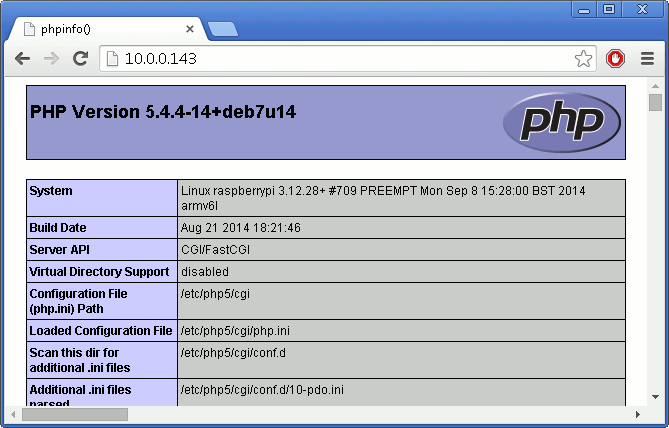 phpinfo()
10.0.0.143
PHP Version 5.4.4-14+deb7u14
php
System
Linux raspberrypi 3.12.28+ #709 PREEMPT Mon Sep 8 15:28:00 BST 2014
armv6l
Build Date
Aug 21 2014 18:21:46
Server API
CGI/FastCGI
Virtual Directory Support
disabled
Configuration File
(php.ini) Path
/etc/php5/cgi
Loaded Configuration File
/etc/php5/cgi/php.ini
Scan this dir for
additional .ini files
/etc/php5/cgi/conf.d
Additional .ini files
parsed
/etc/php5/cgi/conf.d/10-pdo.ini